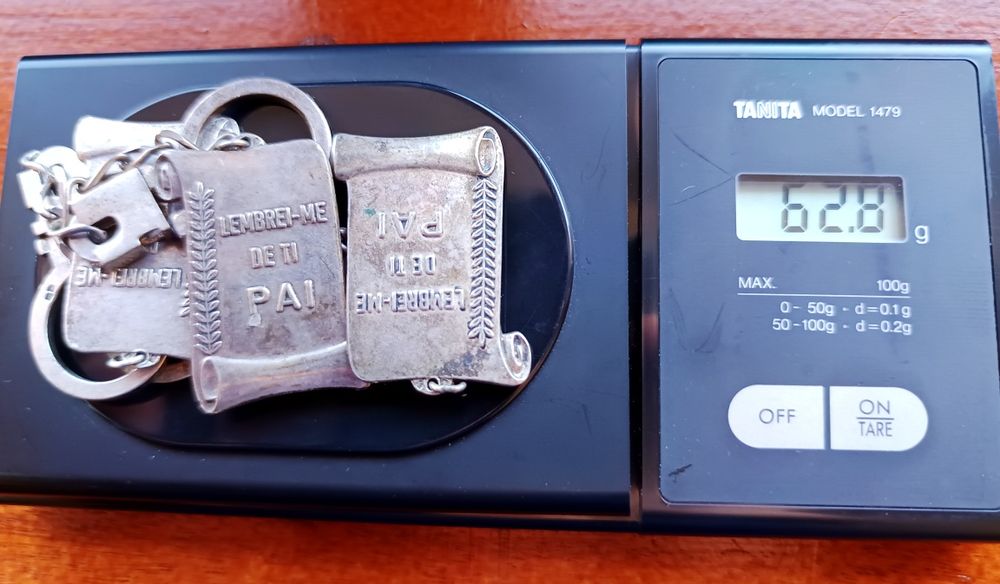 LEMBREI-ME
DE TI
PAI
LEMBREI-ME
DE TI
PAI
LEMBREI-ME
TANITA MODEL 1479
62.8 g
MAX. 100g
0 - 50g - d=0.1g
50-100g - d=0.2g
OFF
ON
TARE